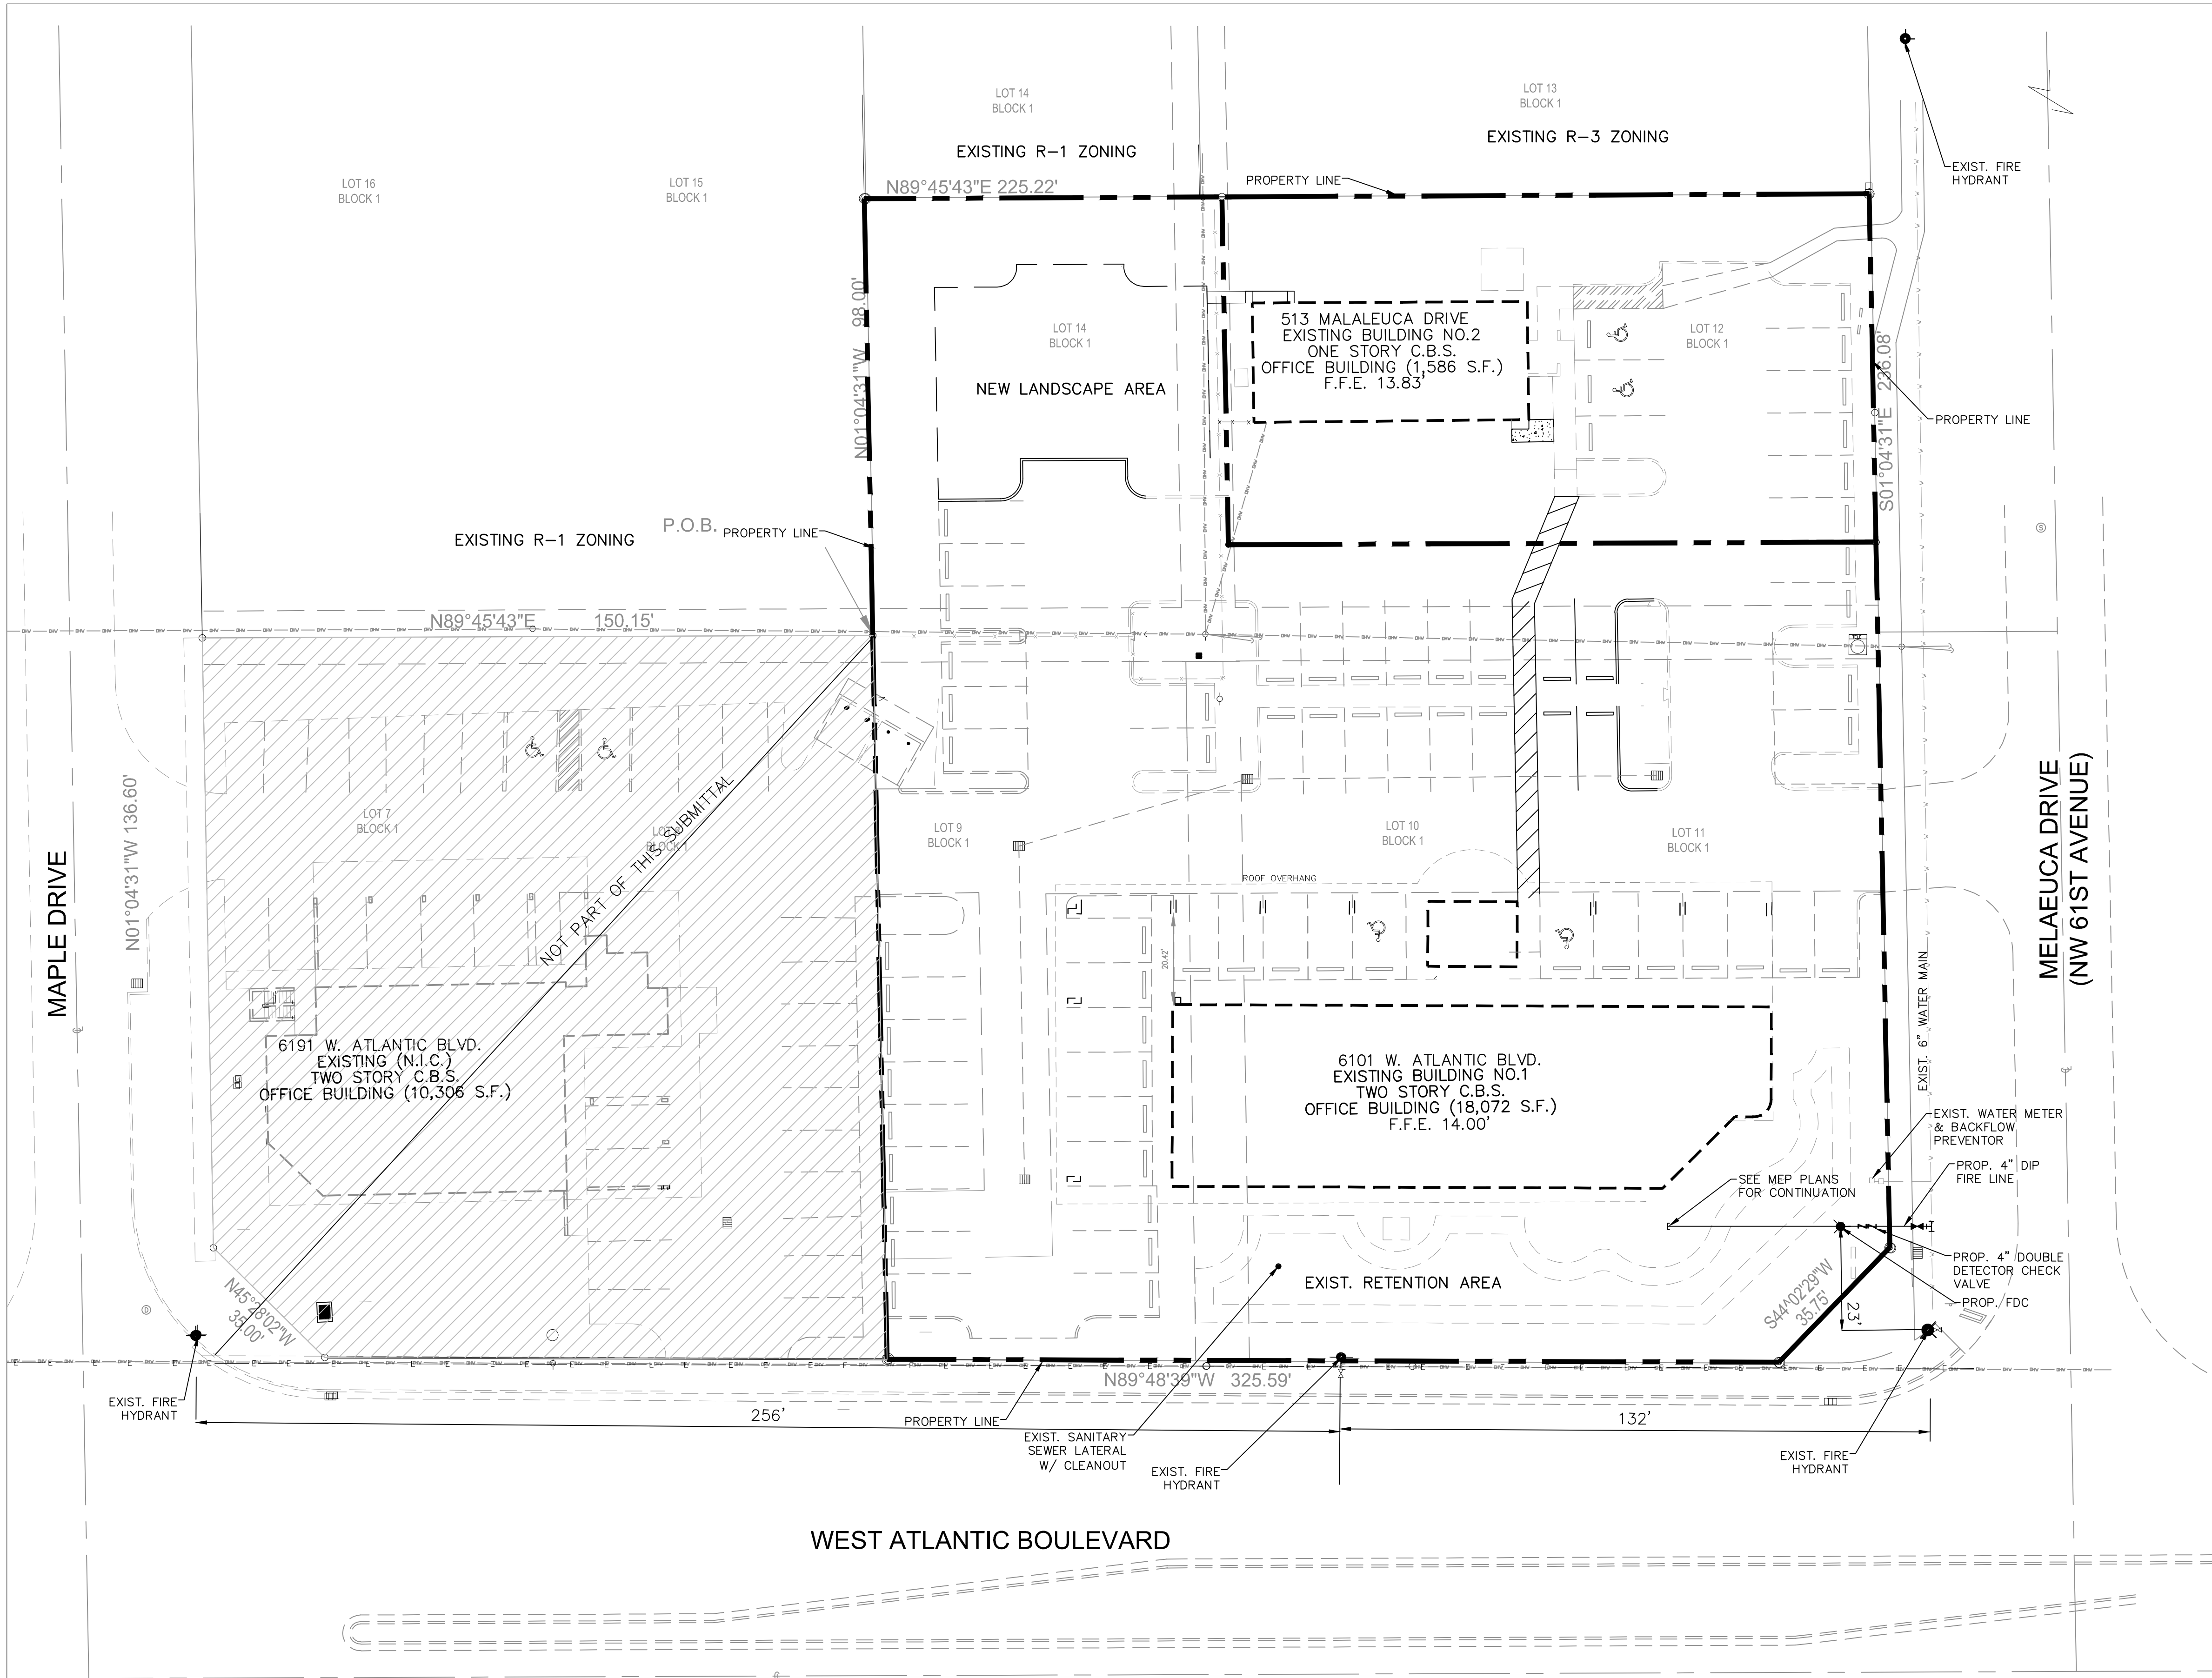 LOT 14
BLOCK 1
LOT 13
BLOCK 1
EXISTING R-1 ZONING
EXISTING R-3 ZONING
EXIST. FIRE
HYDRANT
LOT 16
BLOCK 1
LOT 15
BLOCK 1
N89°45'43"E 225.22'
PROPERTY LINE
N01°04'31"W 98.00'
LOT 14
BLOCK 1
NEW LANDSCAPE AREA
513 MALALEUCA DRIVE
EXISTING BUILDING NO.2
ONE STORY C.B.S.
OFFICE BUILDING (1,586 S.F.)
F.F.E. 13.83'
LOT 12
BLOCK 1
S01°04'31"E 236.08'
PROPERTY LINE
EXISTING R-1 ZONING
P.O.B.
PROPERTY LINE
N89°45'43"E 150.15'
TELE
MAPLE DRIVE
N01°04'31"W 136.60'
LOT 7
BLOCK 1
BLOCK 1
NOT PART OF THIS SUBMITTAL
LOT 9
BLOCK 1
LOT 10
BLOCK 1
LOT 11
BLOCK 1
ROOF OVERHANG
20.42'
MELAEUCA DRIVE
(NW 61ST AVENUE)
EXIST. 6" WATER MAIN
6191 W. ATLANTIC BLVD.
EXISTING (N.I.C.)
TWO STORY C.B.S.
OFFICE BUILDING (10,306 S.F.)
6101 W. ATLANTIC BLVD.
EXISTING BUILDING NO.1
TWO STORY C.B.S.
OFFICE BUILDING (18,072 S.F.)
F.F.E. 14.00'
EXIST. WATER METER
& BACKFLOW
PREVENTOR
PROP. 4" DIP
FIRE LINE
SEE MEP PLANS
FOR CONTINUATION
PROP. 4" DOUBLE
DETECTOR CHECK
VALVE
PROP. FDC
EXIST. RETENTION AREA
S44^02'29"W
35.75'
23'
N45°28'02"W
35.00'
N89°48'39"W 325.59'
EXIST. FIRE
HYDRANT
256'
PROPERTY LINE
132'
EXIST. SANITARY
SEWER LATERAL
W/ CLEANOUT
EXIST. FIRE
HYDRANT
EXIST. FIRE
HYDRANT
WEST ATLANTIC BOULEVARD